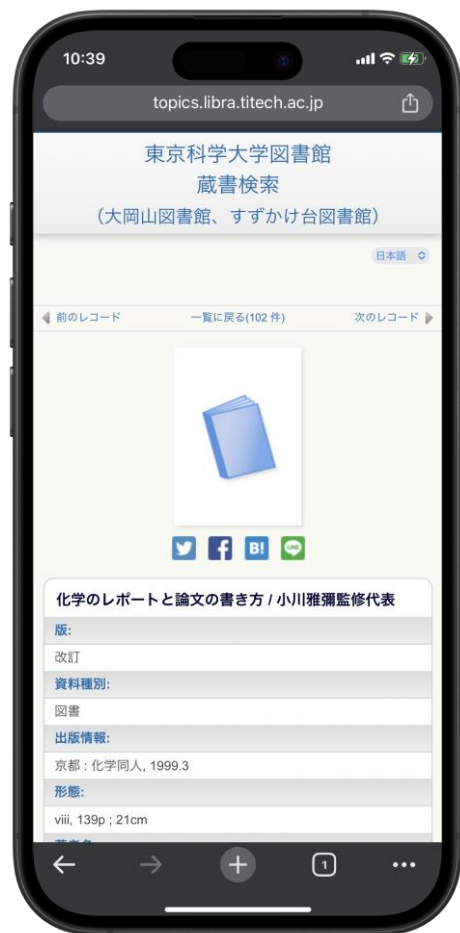 10:39
topics.libra.titech.ac.jp
東京科学大学図書館
蔵書検索
(大岡山図書館、すずかけ台図書館)
日本語
前のレコード
一覧に戻る(102 件)
次のレコード
B!
LINE
化学のレポートと論文の書き方 / 小川雅彌監修代表
版:
改訂
資料種別:
図書
出版情報:
京都 : 化学同人, 1999.3
形態:
viii, 139p ; 21cm
1